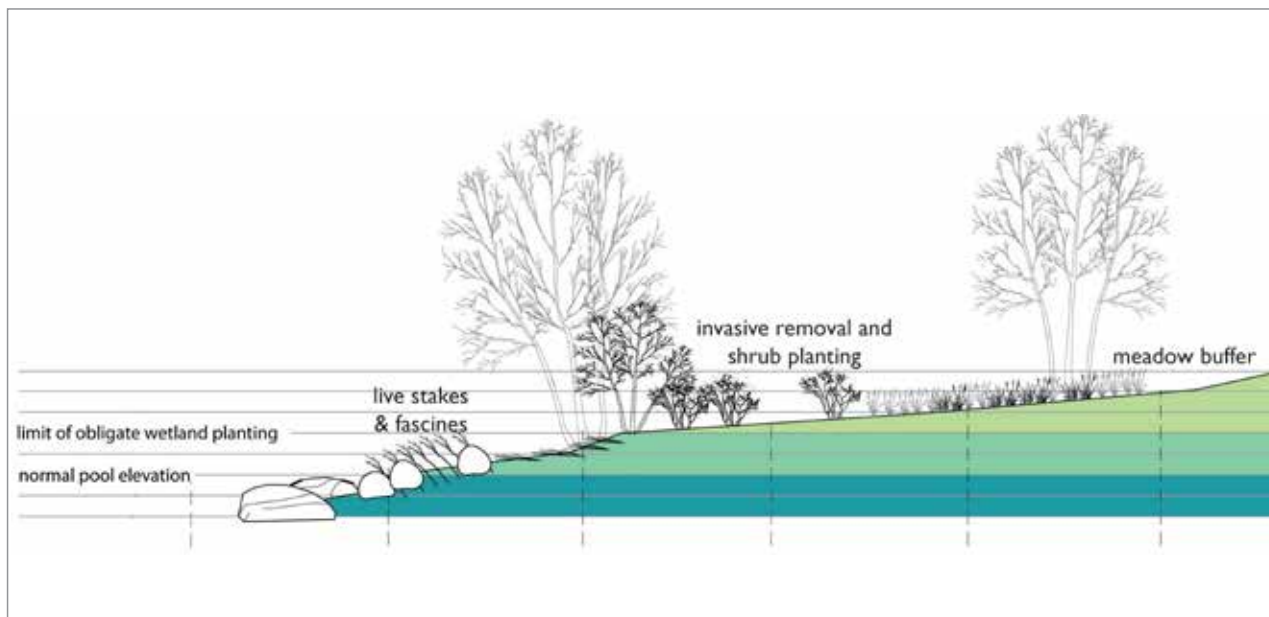 invasive removal and
shrub planting
meadow buffer
live stakes
& fascines
limit of obligate wetland planting
normal pool elevation